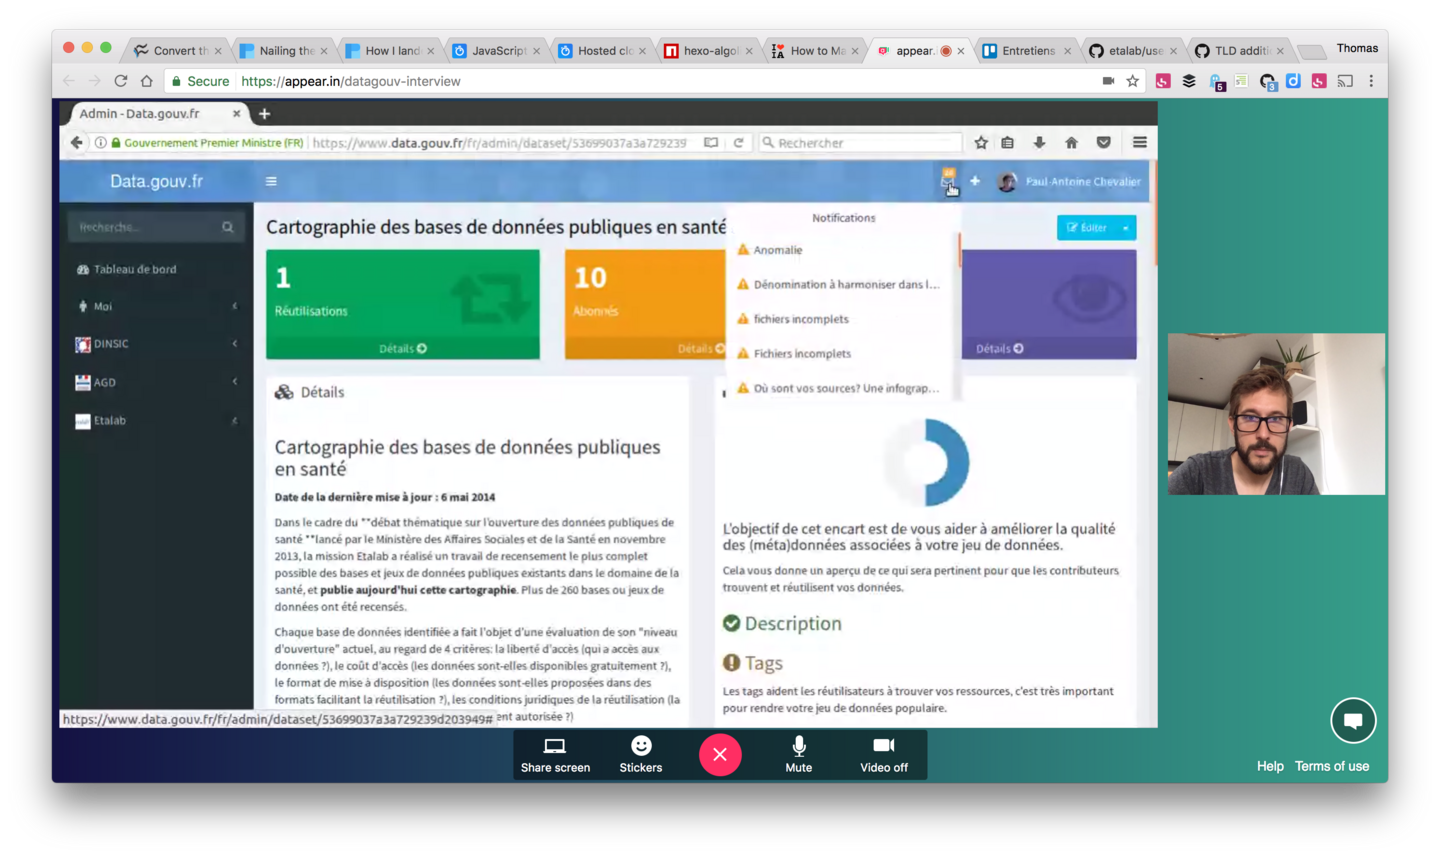 Convert th
Nailing the
How I land
JavaScript
Hosted clo
hexo-algol
How to Ma
appear.
Entretiens
etalab/use
TLD additi
Thomas
Secure https://appear.in/datagouv-interview
5
3
Admin - Data.gouv.fr
Gouvernement Premier Ministre (FR) https://www.data.gouv.fr/fr/admin/dataset/53699037a3a729239
Rechercher
Data.gouv.fr
Paul-Antoine Chevalier
Recherche...
Tableau de bord
Moi
DINSIC
AGD
Etalab
Cartographie des bases de données publiques en santé
Notifications
Editer
Anomalie
Dénomination à harmoniser dans l...
fichiers incomplets
Fichiers incomplets
Où sont vos sources? Une infograp...
1
Réutilisations
Détails
10
Abonnés
Détails
Détails
Détails
Cartographie des bases de données publiques
en santé
Date de la dernière mise à jour : 6 mai 2014
Dans le cadre du **débat thématique sur l'ouverture des données publiques de
santé **lancé par le Ministère des Affaires Sociales et de la Santé en novembre
2013, la mission Etalab a réalisé un travail de recensement le plus complet
possible des bases et jeux de données publiques existants dans le domaine de la
santé, et publie aujourd'hui cette cartographie. Plus de 260 bases ou jeux de
données ont été recensés.
Chaque base de données identifiée a fait l'objet d'une évaluation de son "niveau
d'ouverture" actuel, au regard de 4 critères: la liberté d'accès (qui a accès aux
données ?), le coût d'accès (les données sont-elles disponibles gratuitement ?),
le format de mise à disposition (les données sont-elles proposées dans des
formats facilitant la réutilisation ?), les conditions juridiques de la réutilisation (la
ent autorisée ?)
https://www.data.gouv.fr/fr/admin/dataset/53699037a3a729239d203949#
L'objectif de cet encart est de vous aider à améliorer la qualité
des (méta)données associées à votre jeu de données.
Cela vous donne un aperçu de ce qui sera pertinent pour que les contributeurs
trouvent et réutilisent vos données.
Description
Tags
Les tags aident les réutilisateurs à trouver vos ressources, c'est très important
pour rendre votre jeu de données populaire.
Share screen
Stickers
Mute
Video off
Help
Terms of use